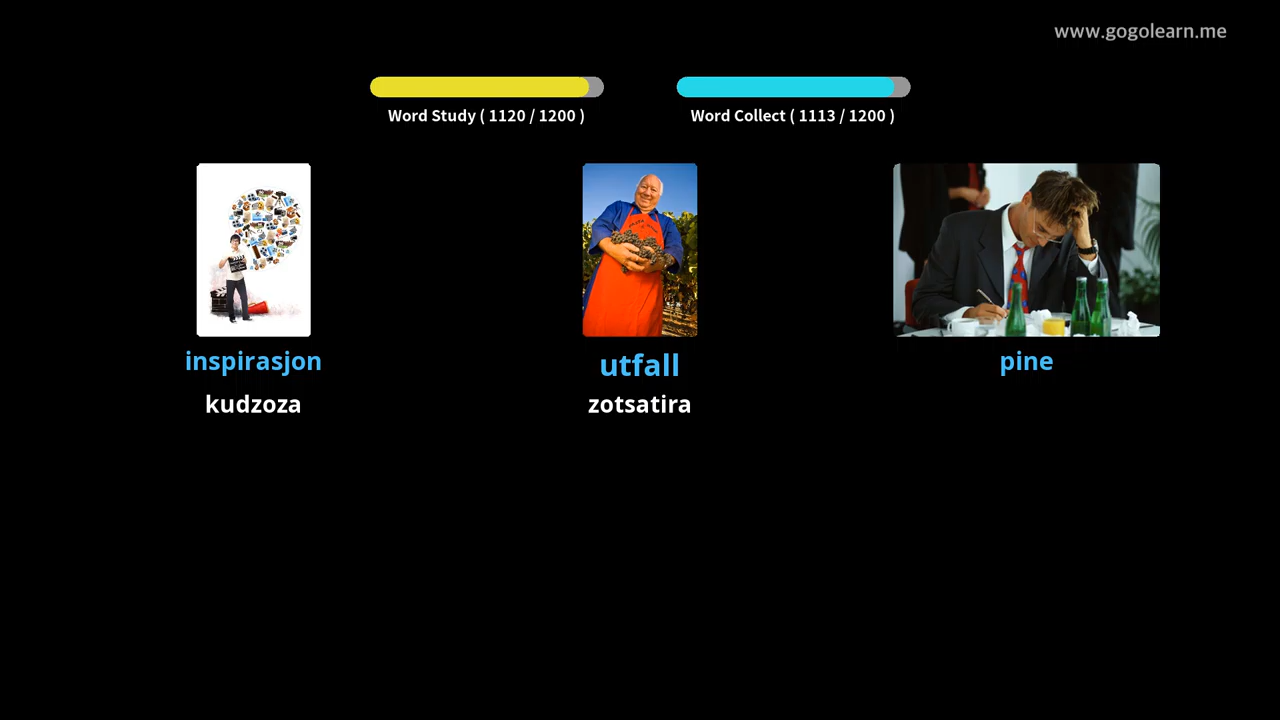 www.gogolearn.me
Word Study ( 1120 / 1200 )
Word Collect ( 1113 / 1200 )
inspirasjon
utfall
pine
kudzoza
zotsatira